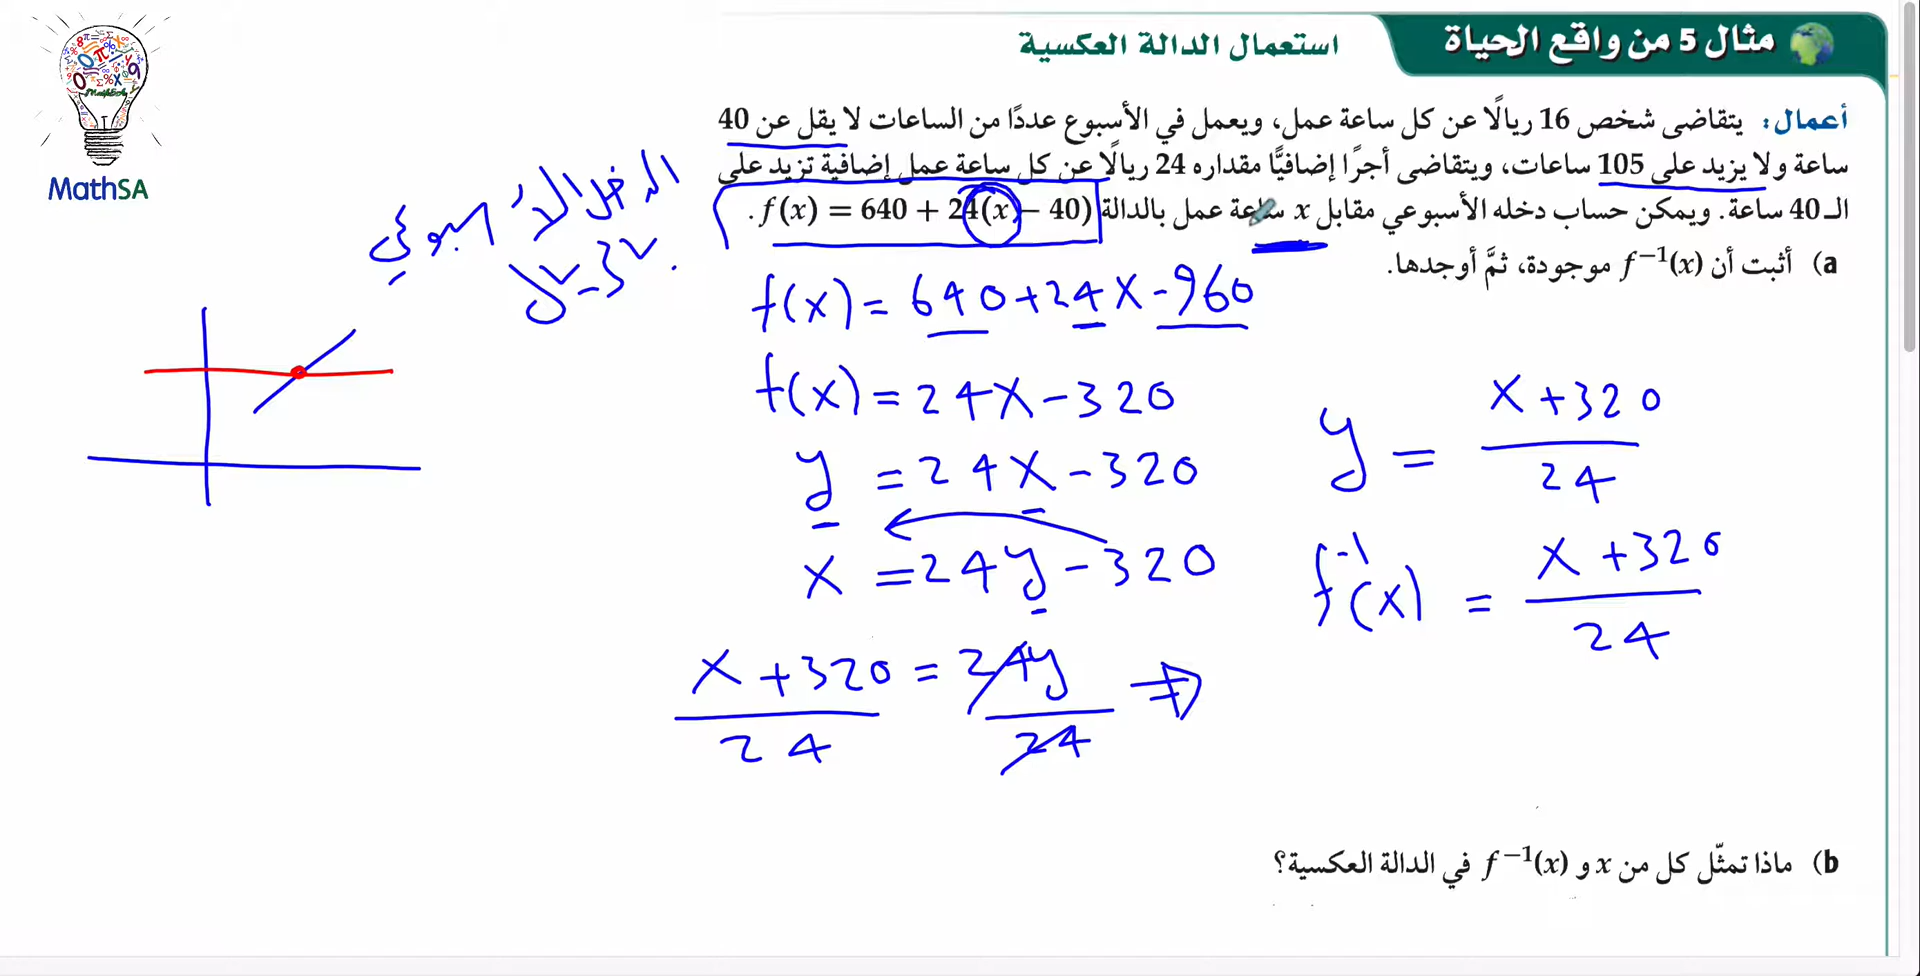 مثال 5 من واقع الحياة
استعمال الدالة العكسية
MathSA
أعمال: يتقاضى شخص 16 ريالًا عن كل ساعة عمل، ويعمل في الأسبوع عددًا من الساعات لا يقل عن 40
ساعة ولا يزيد على 105 ساعات، ويتقاضى أجرًا إضافيًّا مقداره 24 ريالًا عن كل ساعة عمل إضافية تزيد على
الـ 40 ساعة. ويمكن حساب دخله الأسبوعي مقابل x ساعة عمل بالدالة f(x) = 640 + 24(x − 40) .
a) أثبت أن f⁻¹(x) موجودة، ثمَّ أوجدها.
f(x) = 640 + 24x - 960
f(x) = 24x - 320
y = 24x - 320
x = 24y - 320
x + 320 = 24y ⇒
24 24
y = x + 320
24
f⁻¹(x) = x + 320
24
b) ماذا تمثّل كل من x و f⁻¹(x) في الدالة العكسية؟